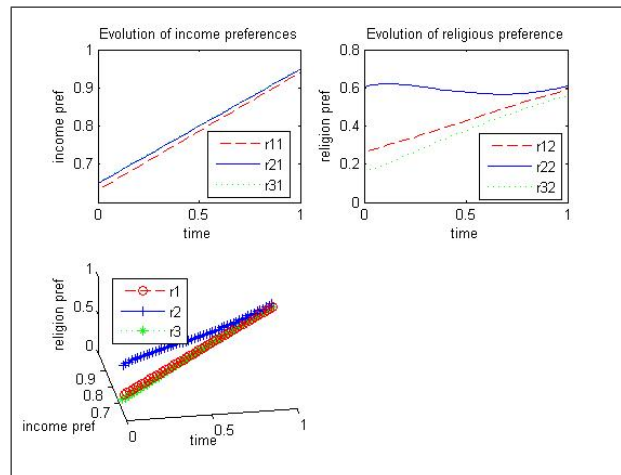 Evolution of income preferences
1
0.9
0.8
0.7
income pref
0
0.5
1
time
r11
r21
r31
Evolution of religious preference
0.8
0.6
0.4
0.2
0
religion pref
0
0.5
1
time
r12
r22
r32
1
0.5
0
religion pref
0.9
0.8
0.7
income pref
0
0.5
1
time
r1
r2
r3